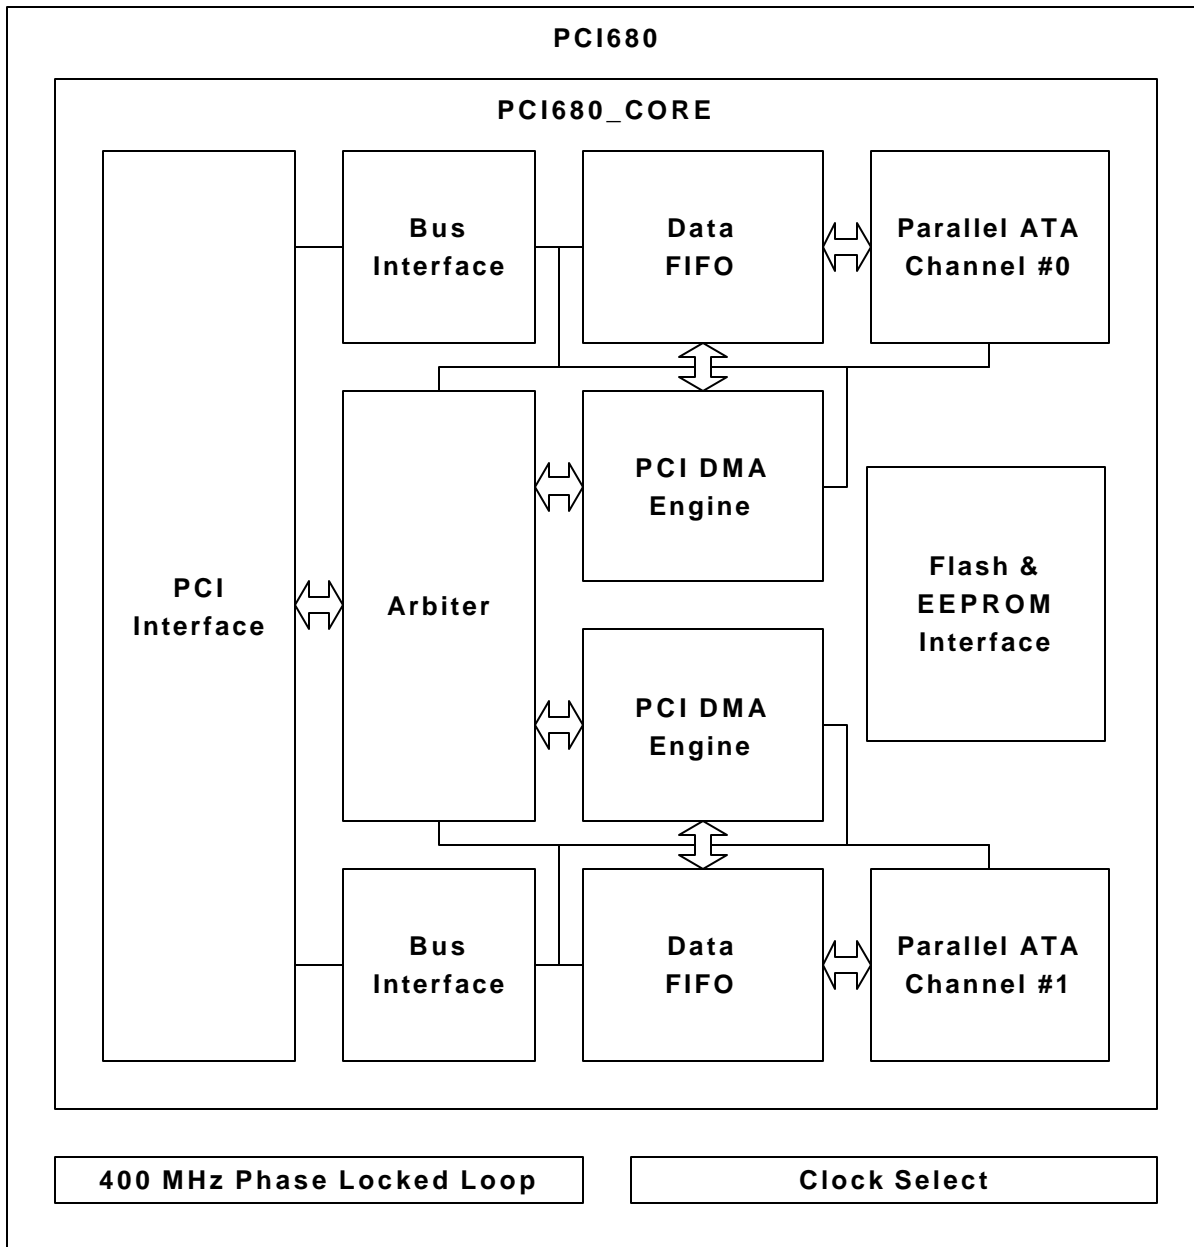 PCI680
PCI680_CORE
Bus
Interface
Data
FIFO
Parallel ATA
Channel #0
PCI DMA
Engine
PCI
Interface
Arbiter
Flash &
EEPROM
Interface
PCI DMA
Engine
Bus
Interface
Data
FIFO
Parallel ATA
Channel #1
400 MHz Phase Locked Loop
Clock Select